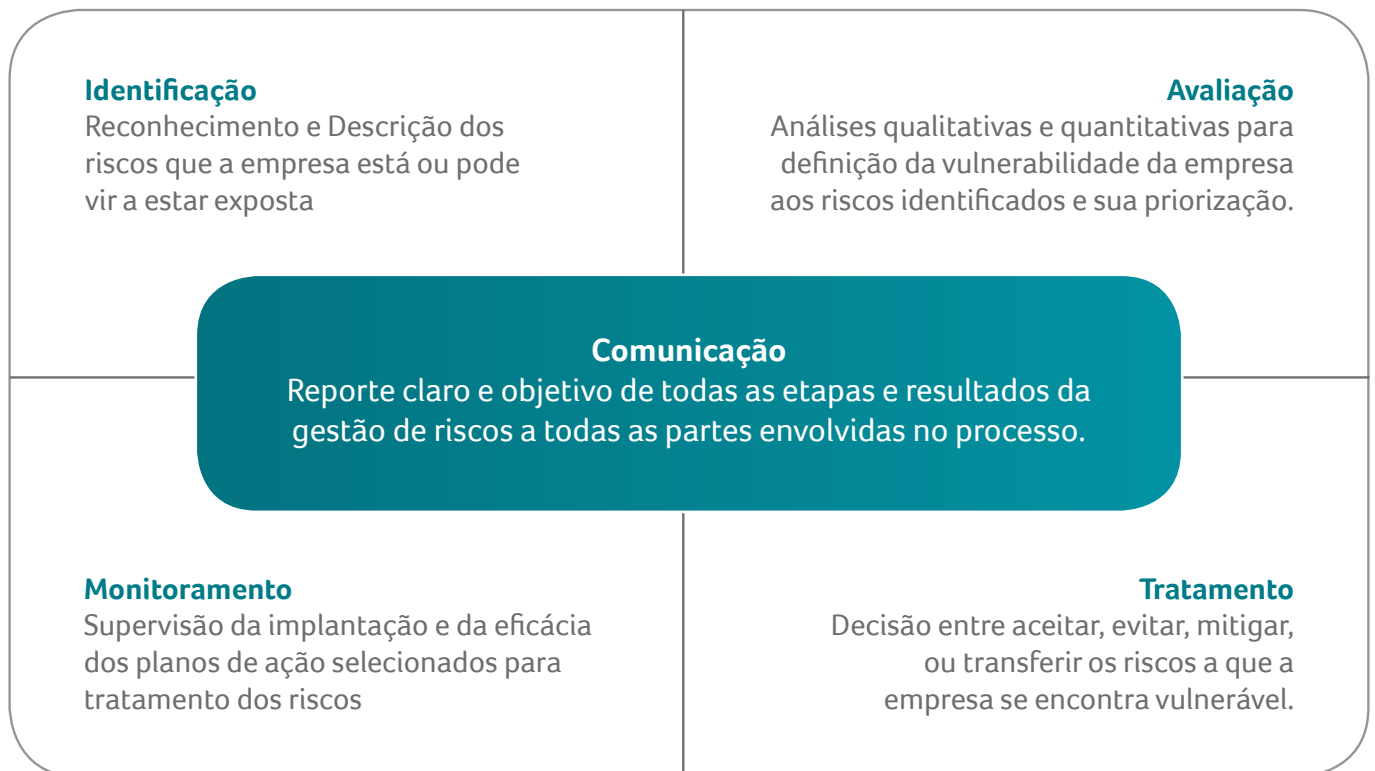 Identificação
Reconhecimento e Descrição dos
riscos que a empresa está ou pode
vir a estar exposta
Avaliação
Análises qualitativas e quantitativas para
definição da vulnerabilidade da empresa
aos riscos identificados e sua priorização.
Comunicação
Reporte claro e objetivo de todas as etapas e resultados da
gestão de riscos a todas as partes envolvidas no processo.
Monitoramento
Supervisão da implantação e da eficácia
dos planos de ação selecionados para
tratamento dos riscos
Tratamento
Decisão entre aceitar, evitar, mitigar,
ou transferir os riscos a que a
empresa se encontra vulnerável.